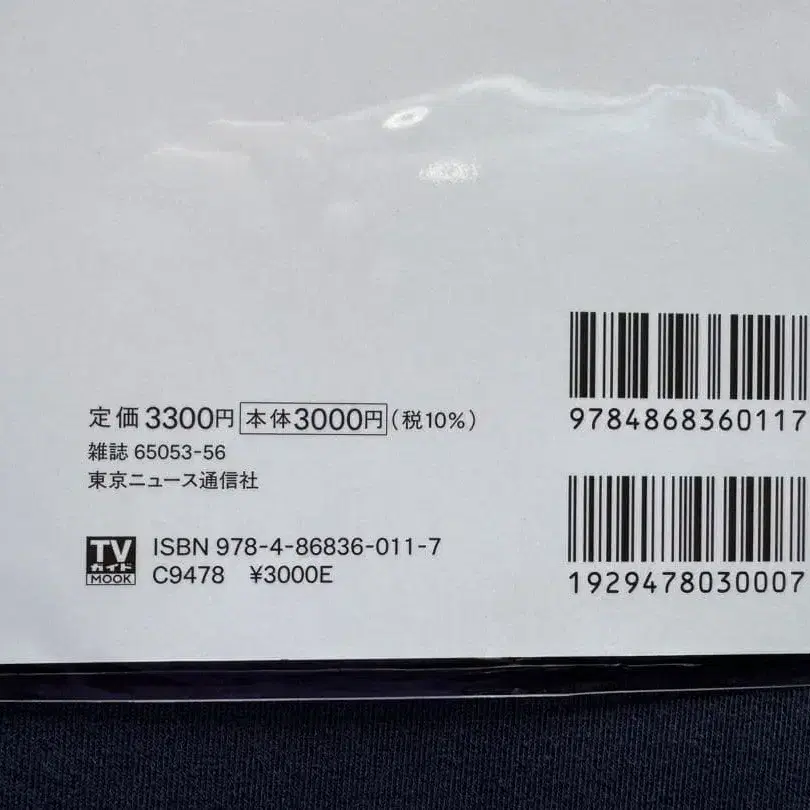 定価3300円 本体3000円(税10%)
雑誌 65053-56
東京ニュース通信社
TVガイド
MOOK
ISBN 978-4-86836-011-7
C9478 ¥3000E
9784868360117
1929478030007